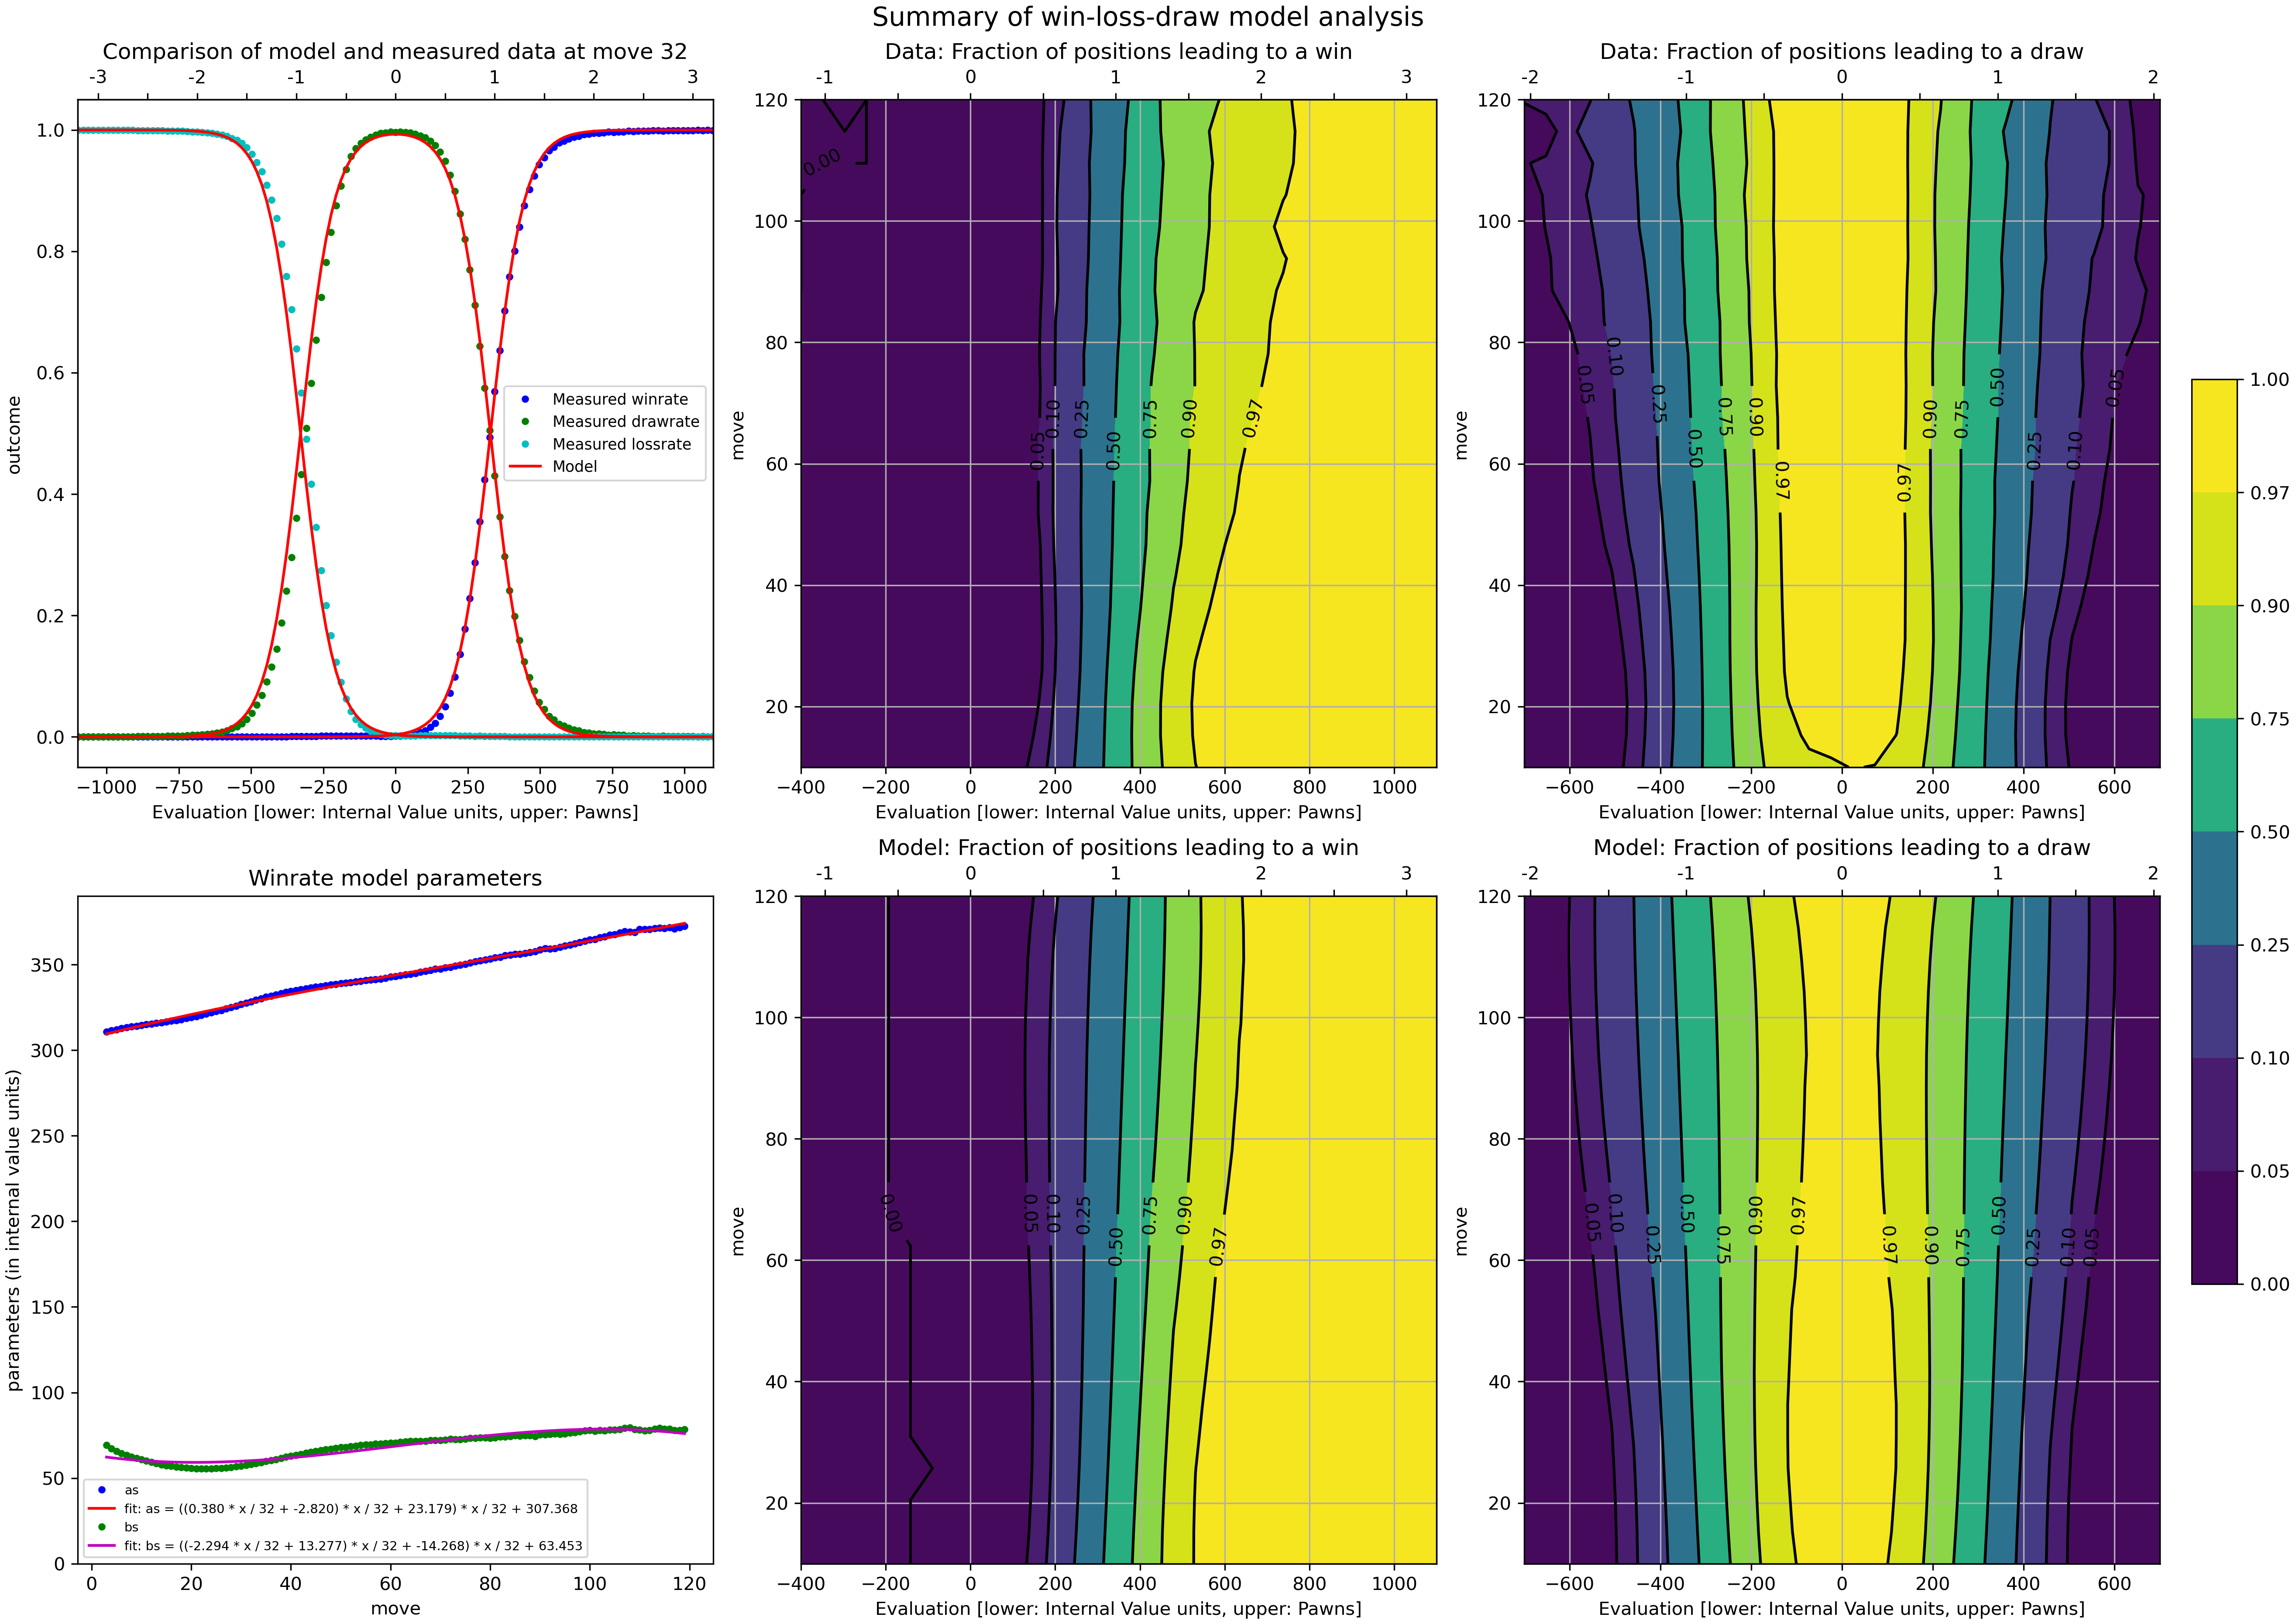 Summary of win-loss-draw model analysis
Comparison of model and measured data at move 32
-3 -2 -1 0 1 2 3
1.0
0.8
0.6
0.4
0.2
0.0
outcome
Measured winrate
Measured drawrate
Measured lossrate
Model
−1000 −750 −500 −250 0 250 500 750 1000
Evaluation [lower: Internal Value units, upper: Pawns]
Data: Fraction of positions leading to a win
-1 0 1 2 3
120
100
80
60
40
20
move
0.00
0.05 0.10 0.25 0.50 0.75 0.90 0.97
−400 −200 0 200 400 600 800 1000
Evaluation [lower: Internal Value units, upper: Pawns]
Data: Fraction of positions leading to a draw
-2 -1 0 1 2
120
100
80
60
40
20
move
0.05 0.10 0.25 0.50 0.75 0.90 0.97 0.97 0.90 0.75 0.50 0.25 0.10 0.05
−600 −400 −200 0 200 400 600
Evaluation [lower: Internal Value units, upper: Pawns]
1.00
0.97
0.90
0.75
0.50
0.25
0.10
0.05
0.00
Winrate model parameters
350
300
250
200
150
100
50
0
parameters (in internal value units)
as
fit: as = ((0.380 * x / 32 + -2.820) * x / 32 + 23.179) * x / 32 + 307.368
bs
fit: bs = ((-2.294 * x / 32 + 13.277) * x / 32 + -14.268) * x / 32 + 63.453
0 20 40 60 80 100 120
move
Model: Fraction of positions leading to a win
-1 0 1 2 3
120
100
80
60
40
20
move
0.00 0.05 0.10 0.25 0.50 0.75 0.90 0.97
−400 −200 0 200 400 600 800 1000
Evaluation [lower: Internal Value units, upper: Pawns]
Model: Fraction of positions leading to a draw
-2 -1 0 1 2
120
100
80
60
40
20
move
0.05 0.10 0.25 0.50 0.75 0.90 0.97 0.97 0.90 0.75 0.50 0.25 0.10 0.05
−600 −400 −200 0 200 400 600
Evaluation [lower: Internal Value units, upper: Pawns]